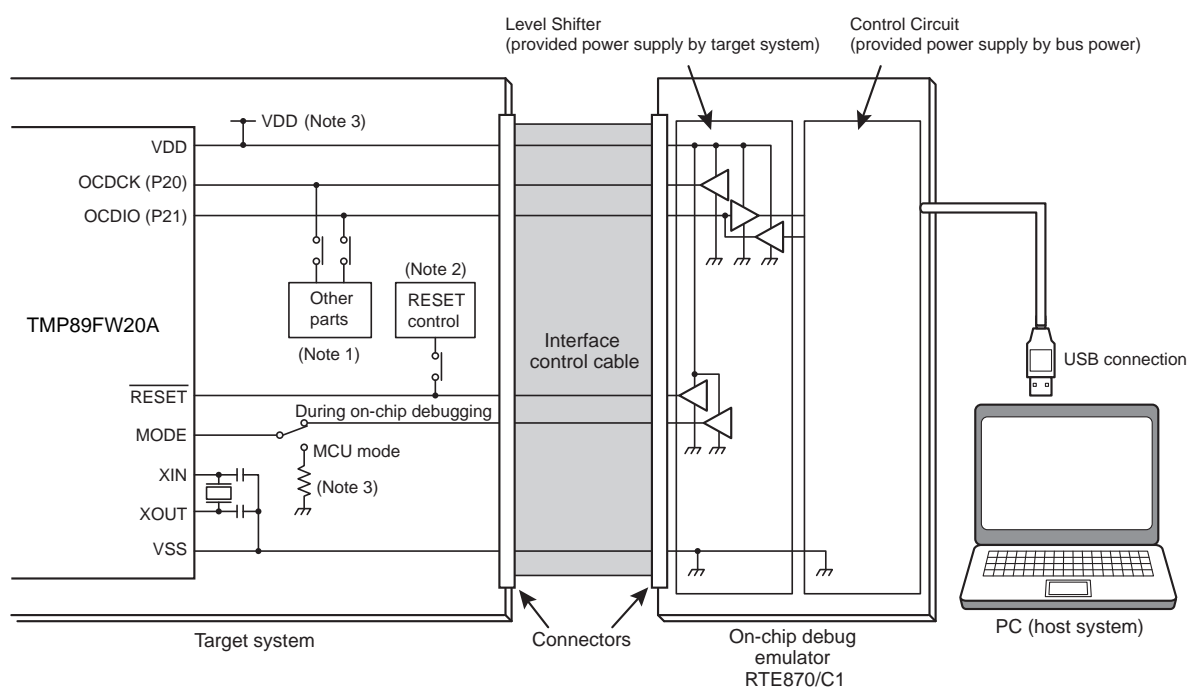 Level Shifter
(provided power supply by target system)
Control Circuit
(provided power supply by bus power)
VDD (Note 3)
VDD
OCDCK (P20)
OCDIO (P21)
(Note 2)
Other
parts
RESET
control
TMP89FW20A
(Note 1)
Interface
control cable
USB connection
RESET
During on-chip debugging
MODE
MCU mode
XIN
(Note 3)
XOUT
VSS
Target system
Connectors
On-chip debug
emulator
RTE870/C1
PC (host system)